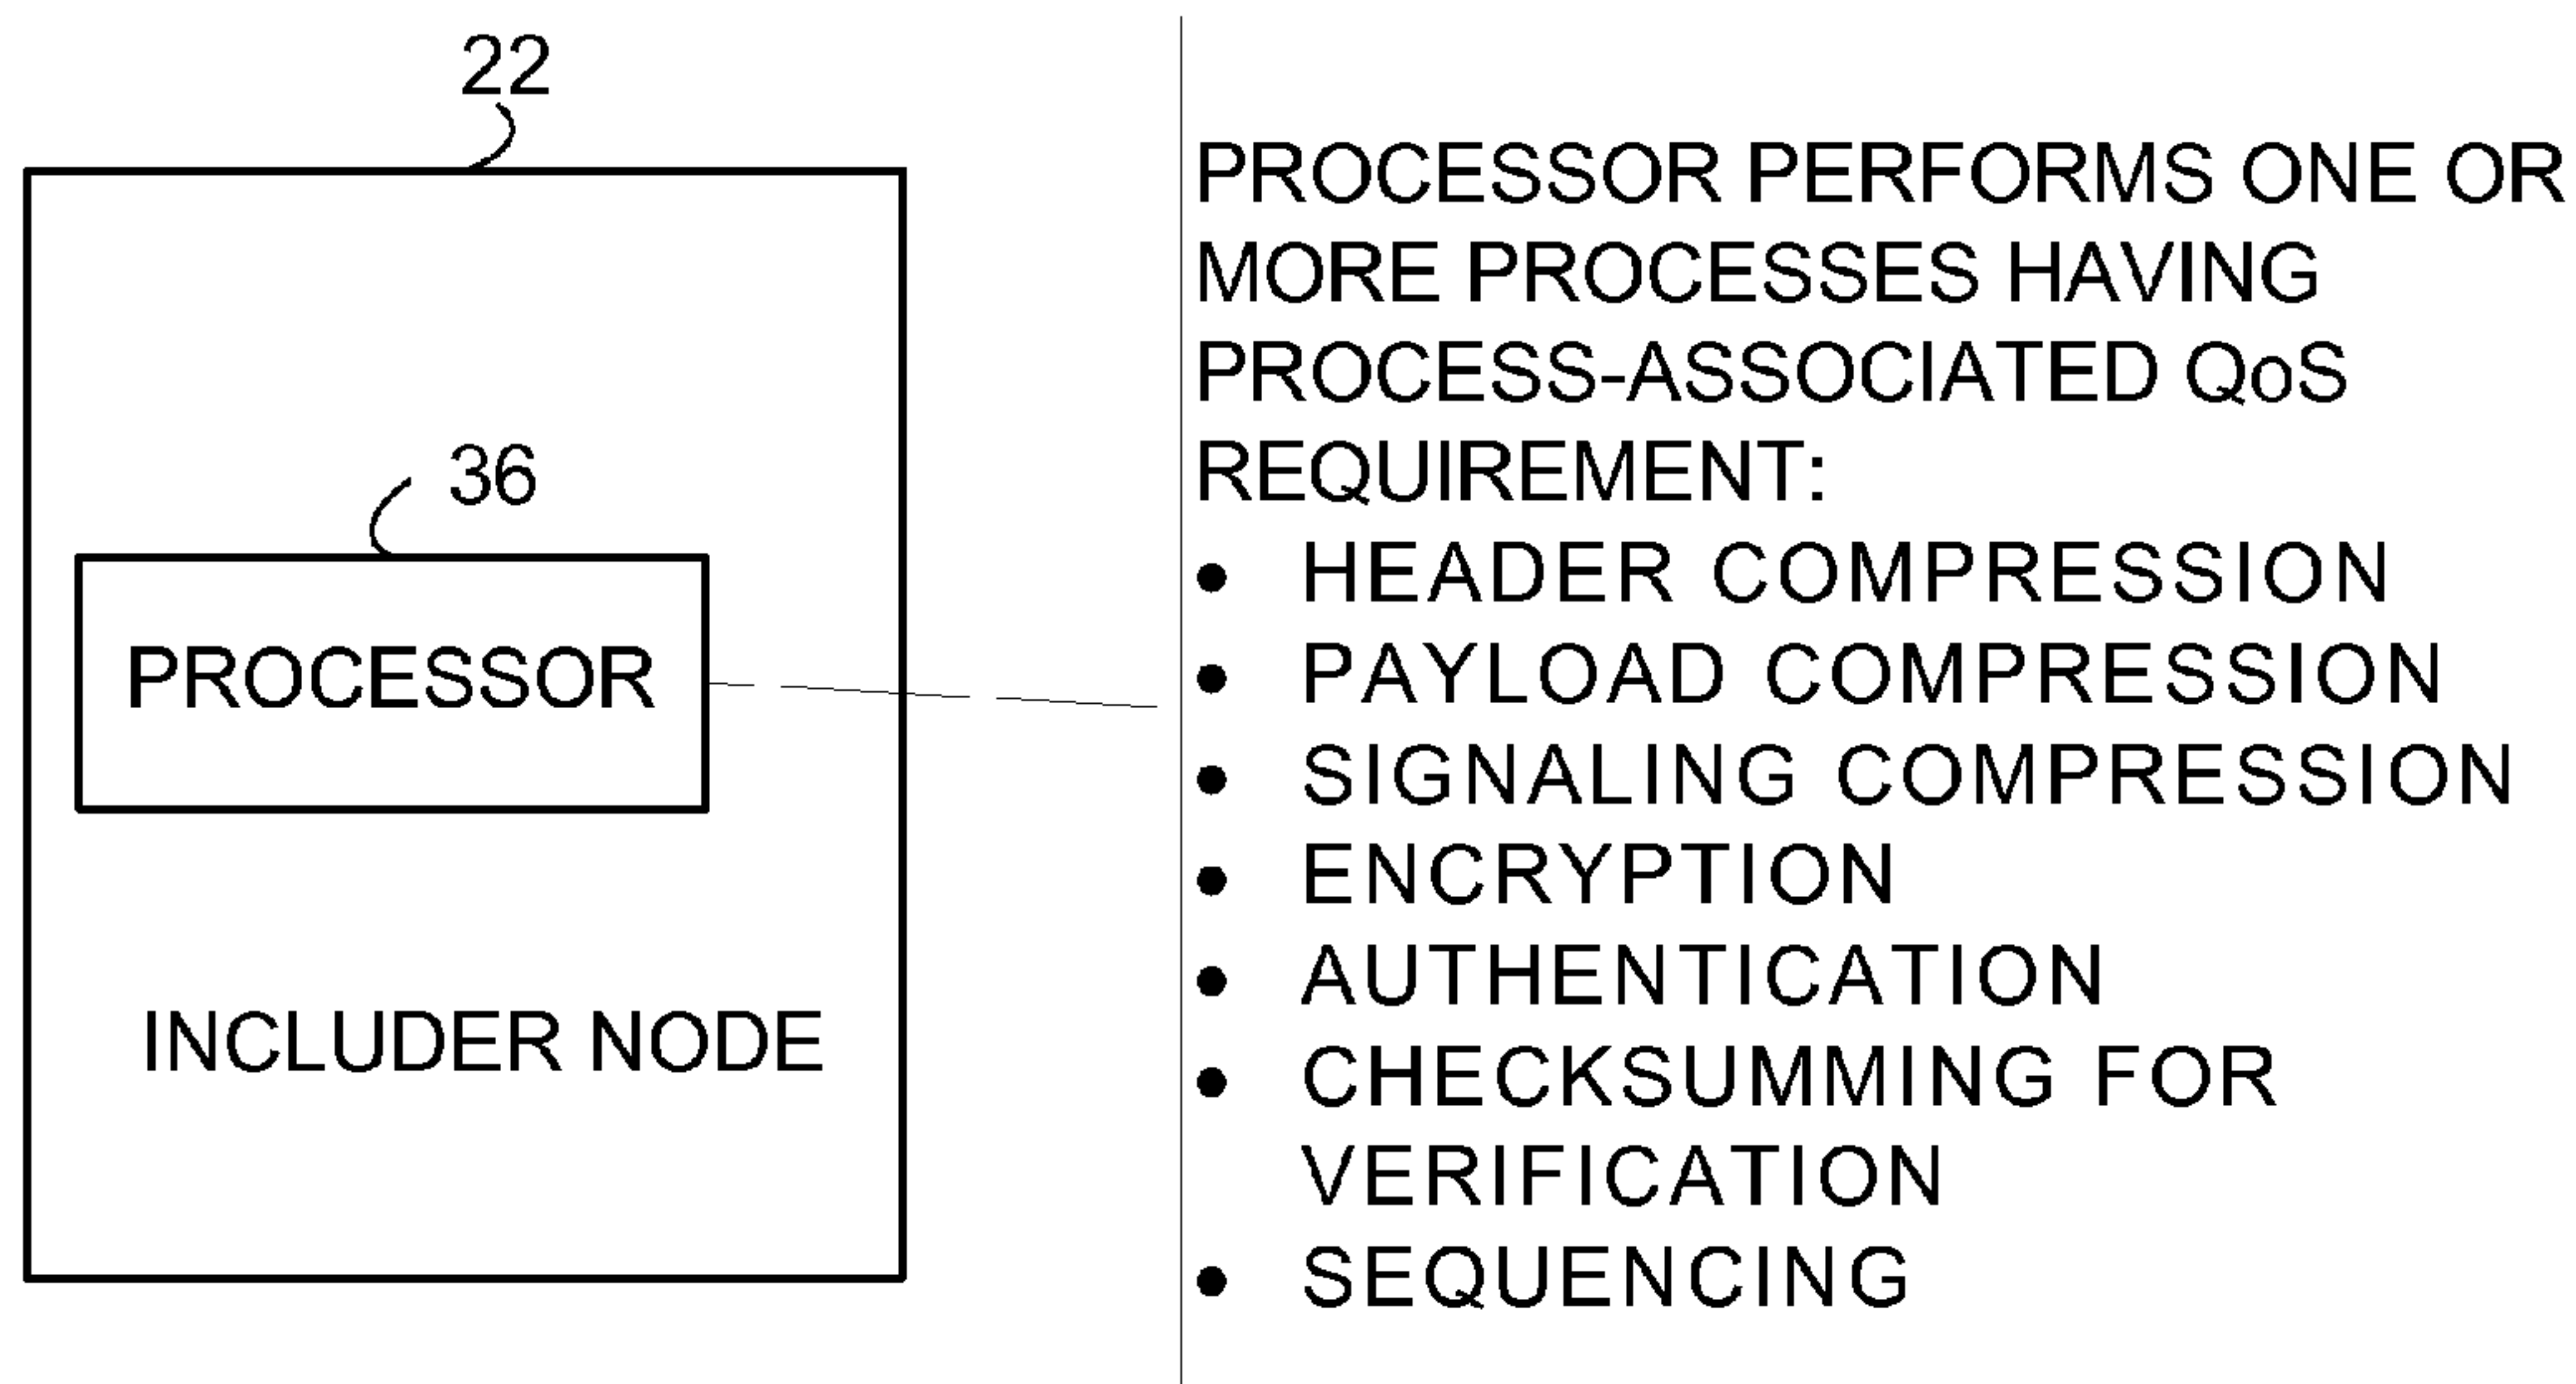 22
36
PROCESSOR
INCLUDER NODE
PROCESSOR PERFORMS ONE OR
MORE PROCESSES HAVING
PROCESS-ASSOCIATED QoS
REQUIREMENT:
• HEADER COMPRESSION
• PAYLOAD COMPRESSION
• SIGNALING COMPRESSION
• ENCRYPTION
• AUTHENTICATION
• CHECKSUMMING FOR
VERIFICATION
• SEQUENCING